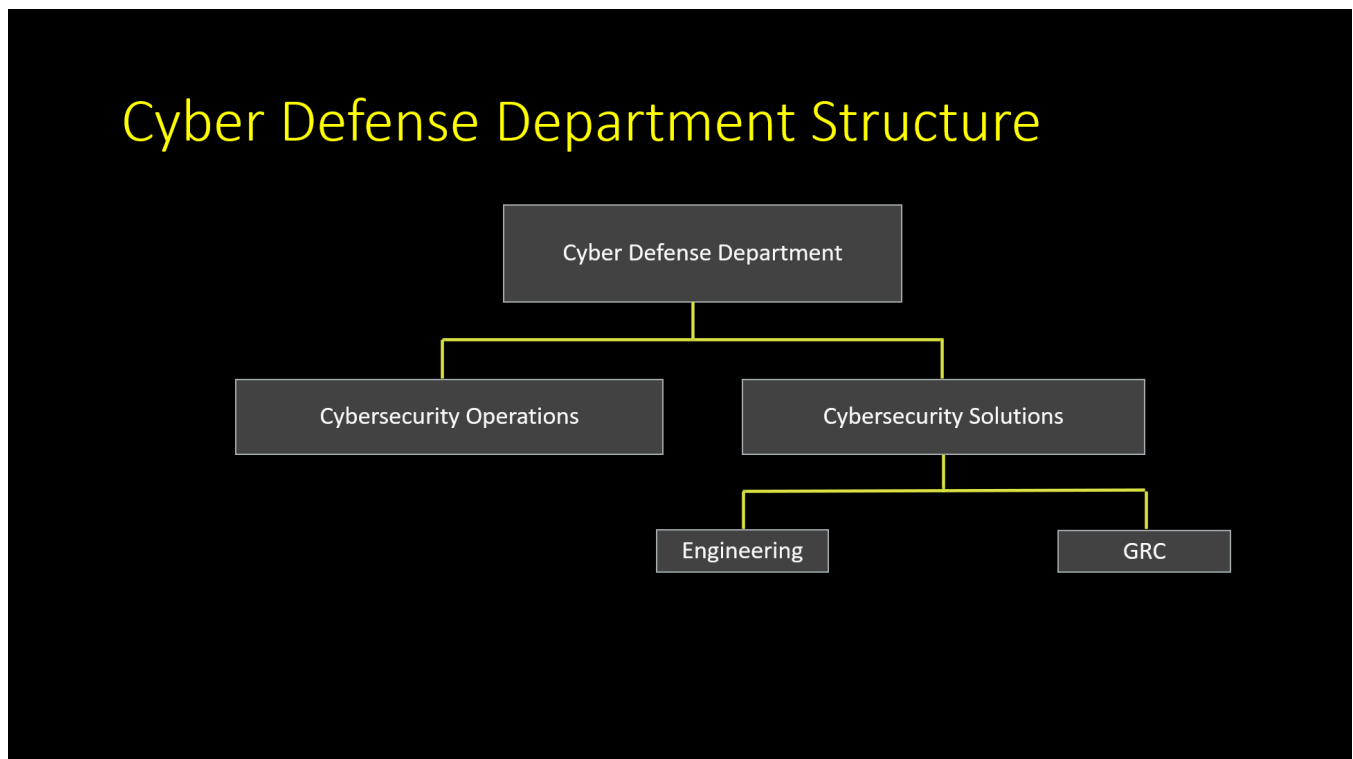 Cyber Defense Department Structure
Cyber Defense Department
Cybersecurity Operations
Cybersecurity Solutions
Engineering
GRC